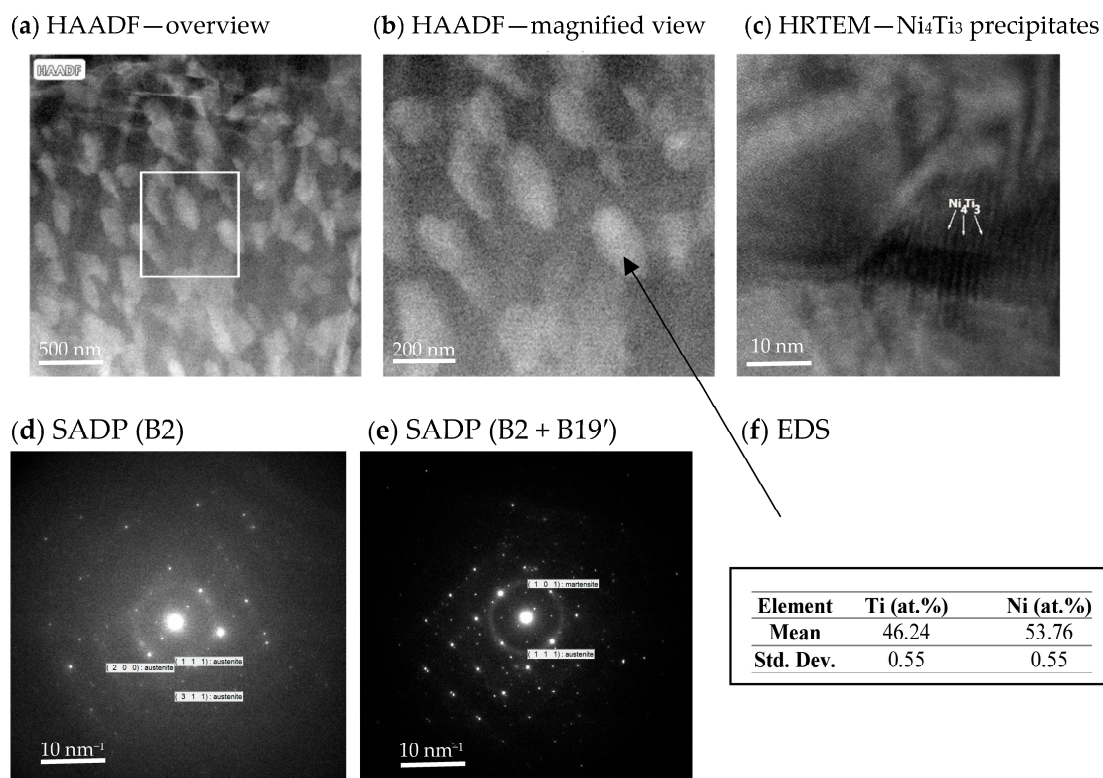 (a) HAADF—overview
(b) HAADF—magnified view
(c) HRTEM—Ni₄Ti₃ precipitates
HAADF
500 nm
200 nm
Ni₄Ti₃
10 nm
(d) SADP (B2)
(e) SADP (B2 + B19′)
(f) EDS
( 1 1 1) : austenite
( 2 0 0) : austenite
( 3 1 1) : austenite
10 nm⁻¹
( 1 0 1) : martensite
( 1 1 1) : austenite
10 nm⁻¹
Element Ti (at.%) Ni (at.%)
Mean 46.24 53.76
Std. Dev. 0.55 0.55